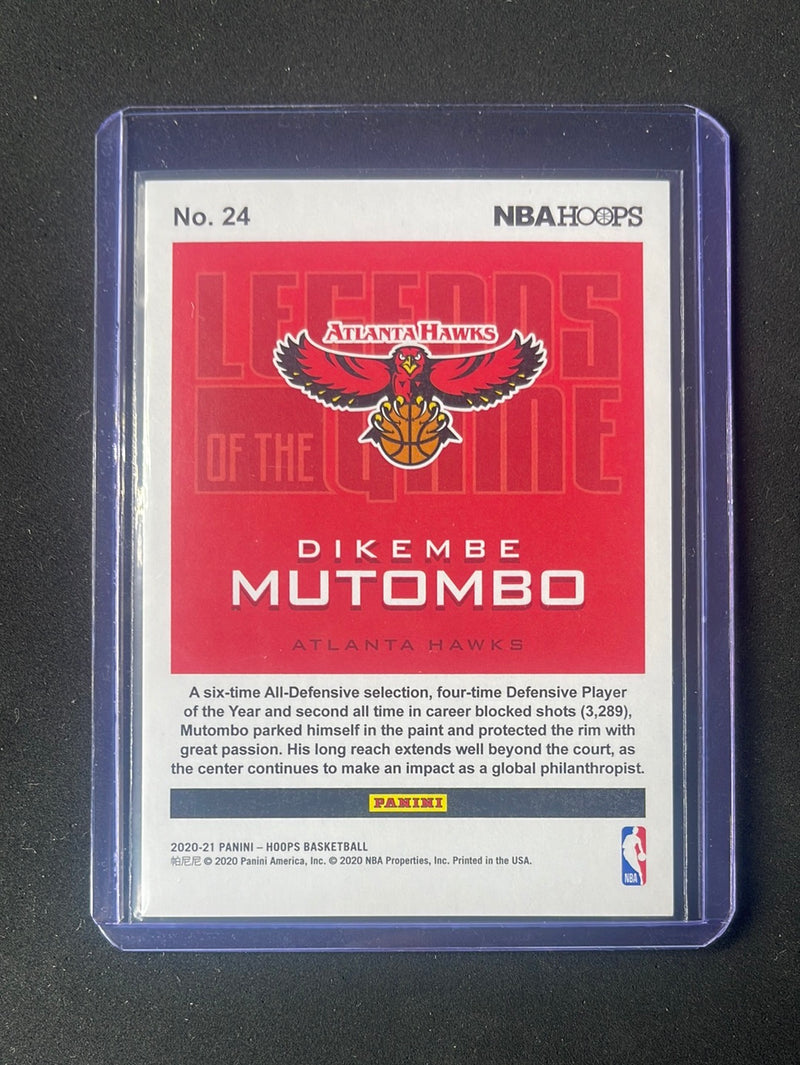 No. 24 NBA HOOPS
LEGENDS
ATLANTA HAWKS
OF THE GAME
DIKEMBE
MUTOMBO
ATLANTA HAWKS
A six-time All-Defensive selection, four-time Defensive Player
of the Year and second all time in career blocked shots (3,289),
Mutombo parked himself in the paint and protected the rim with
great passion. His long reach extends well beyond the court, as
the center continues to make an impact as a global philanthropist.
PANINI
2020-21 PANINI – HOOPS BASKETBALL
帕尼尼 © 2020 Panini America, Inc. © 2020 NBA Properties, Inc. Printed in the USA.
NBA